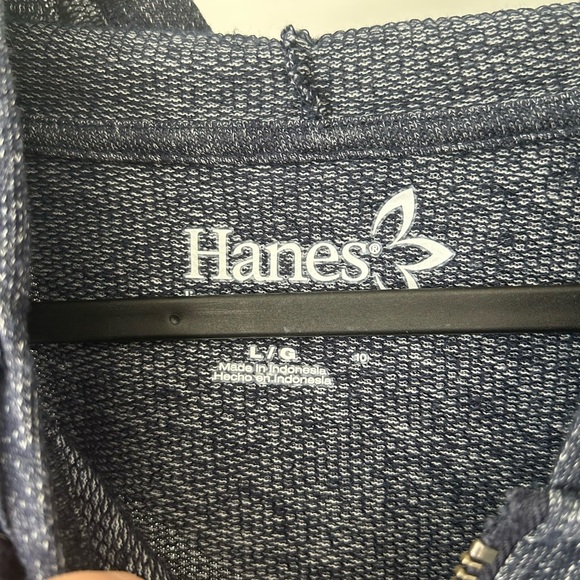 Hanes®
L / G 10
Made in Indonesia
Hecho en Indonesia